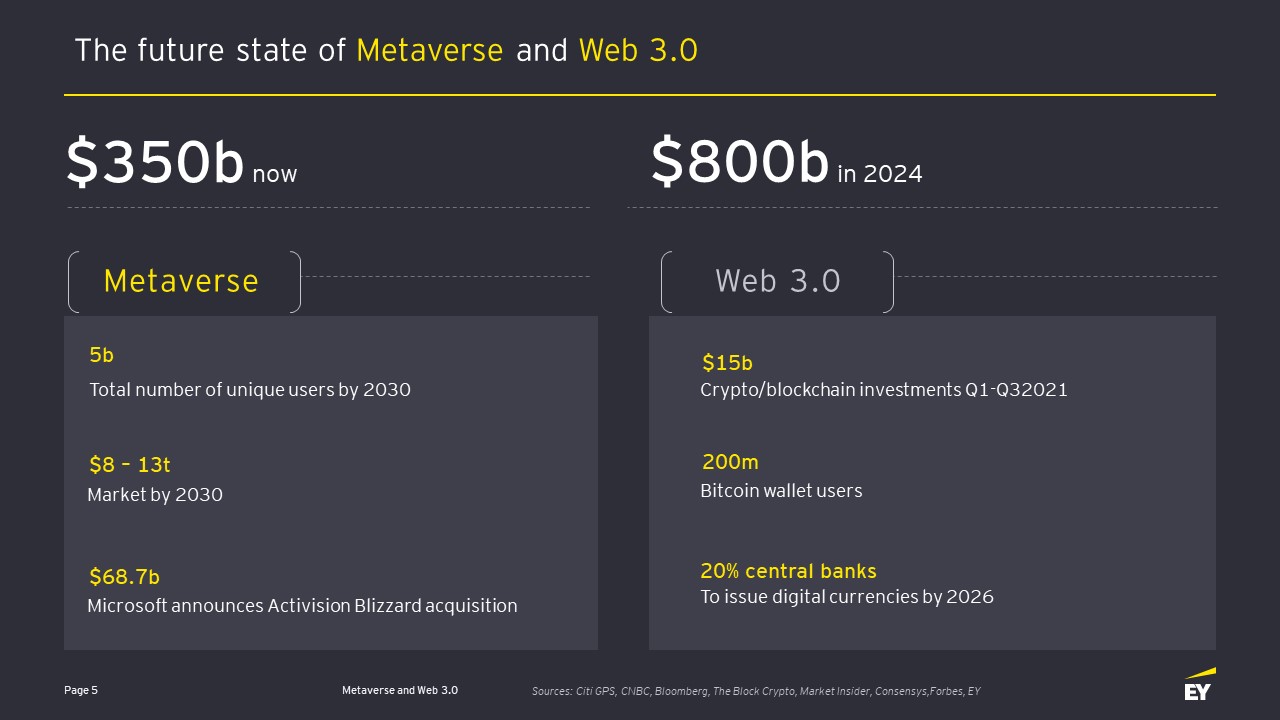 The future state of Metaverse and Web 3.0
$350b now
$800b in 2024
Metaverse
5b
Total number of unique users by 2030
$8 – 13t
Market by 2030
$68.7b
Microsoft announces Activision Blizzard acquisition
Web 3.0
$15b
Crypto/blockchain investments Q1-Q32021
200m
Bitcoin wallet users
20% central banks
To issue digital currencies by 2026
Page 5
Metaverse and Web 3.0
Sources: Citi GPS, CNBC, Bloomberg, The Block Crypto, Market Insider, Consensys,Forbes, EY
EY